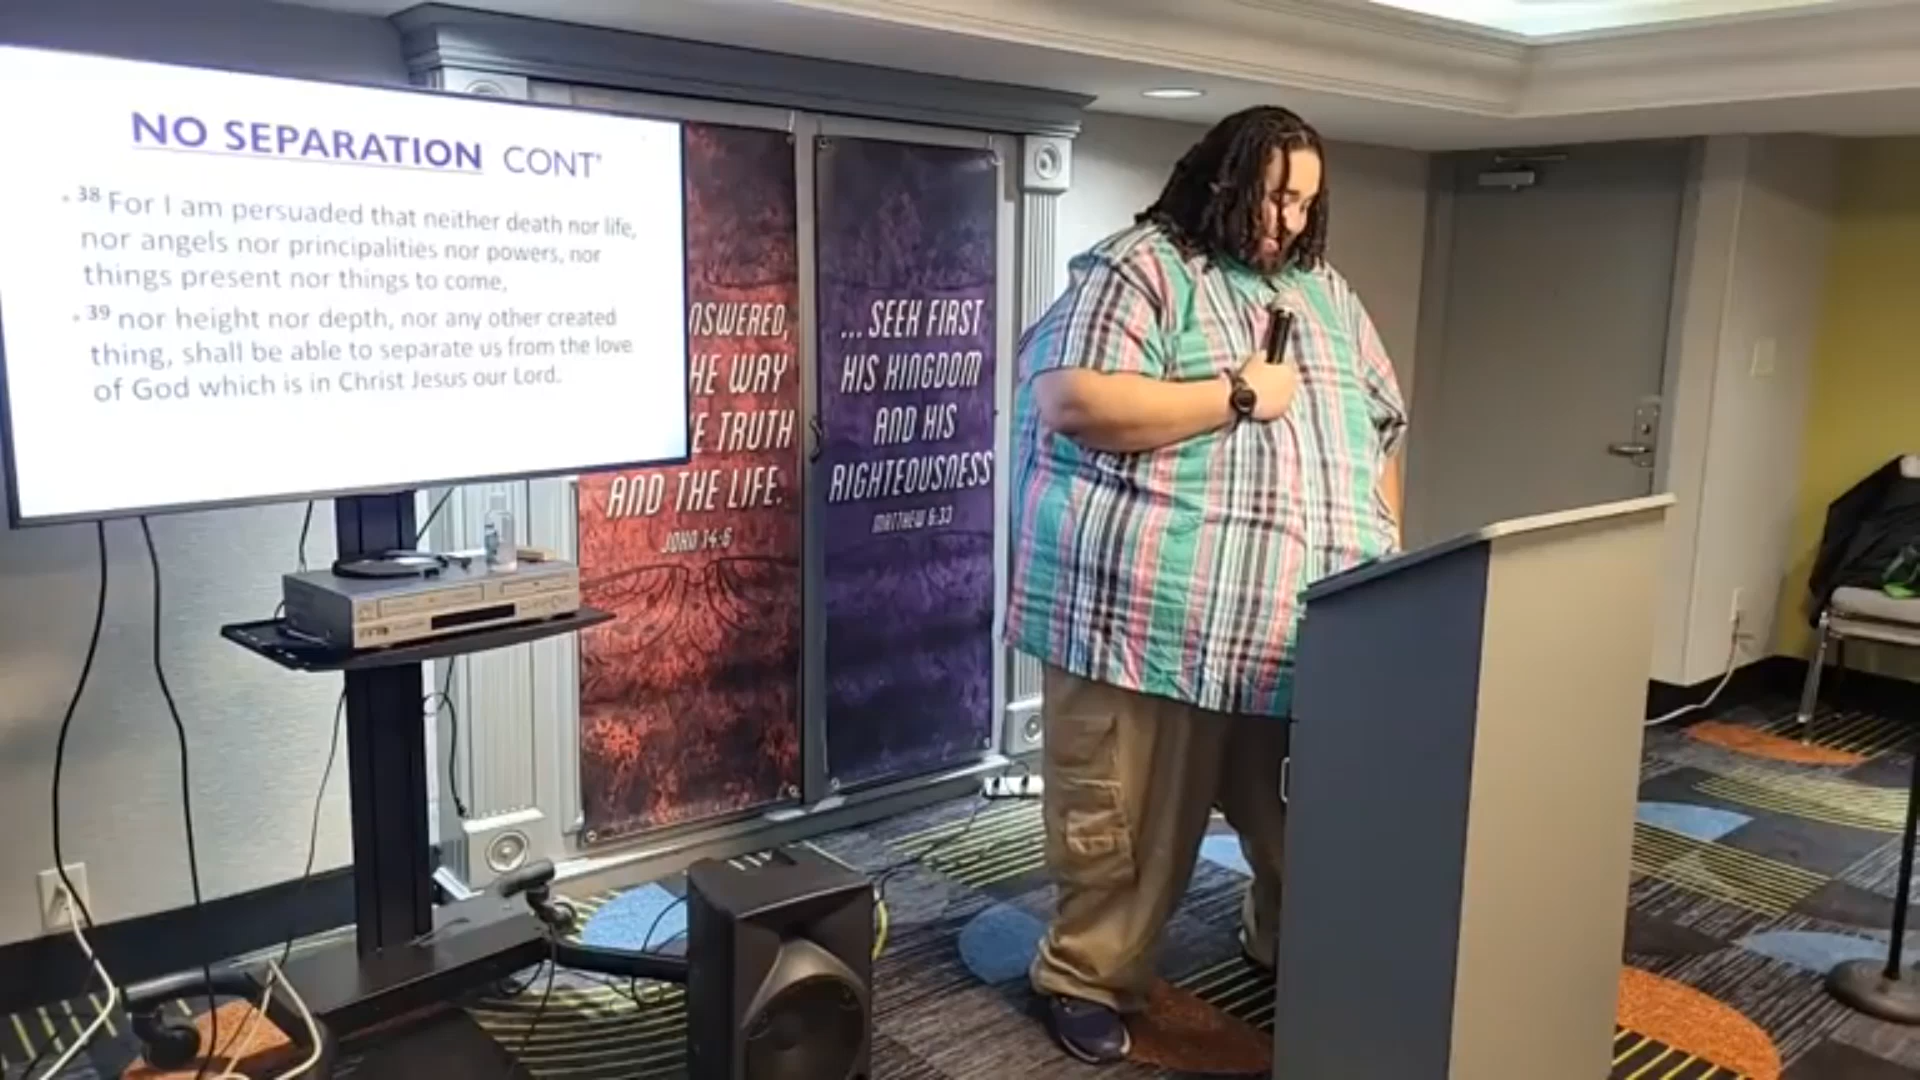 NO SEPARATION CONT'
38 For I am persuaded that neither death nor life,
nor angels nor principalities nor powers, nor
things present nor things to come,
39 nor height nor depth, nor any other created
thing, shall be able to separate us from the love
of God which is in Christ Jesus our Lord.
NSWERED,
HE WAY
E TRUTH
AND THE LIFE.
JOHN 14:6
... SEEK FIRST
HIS KINGDOM
AND HIS
RIGHTEOUSNESS
MATTHEW 6:33